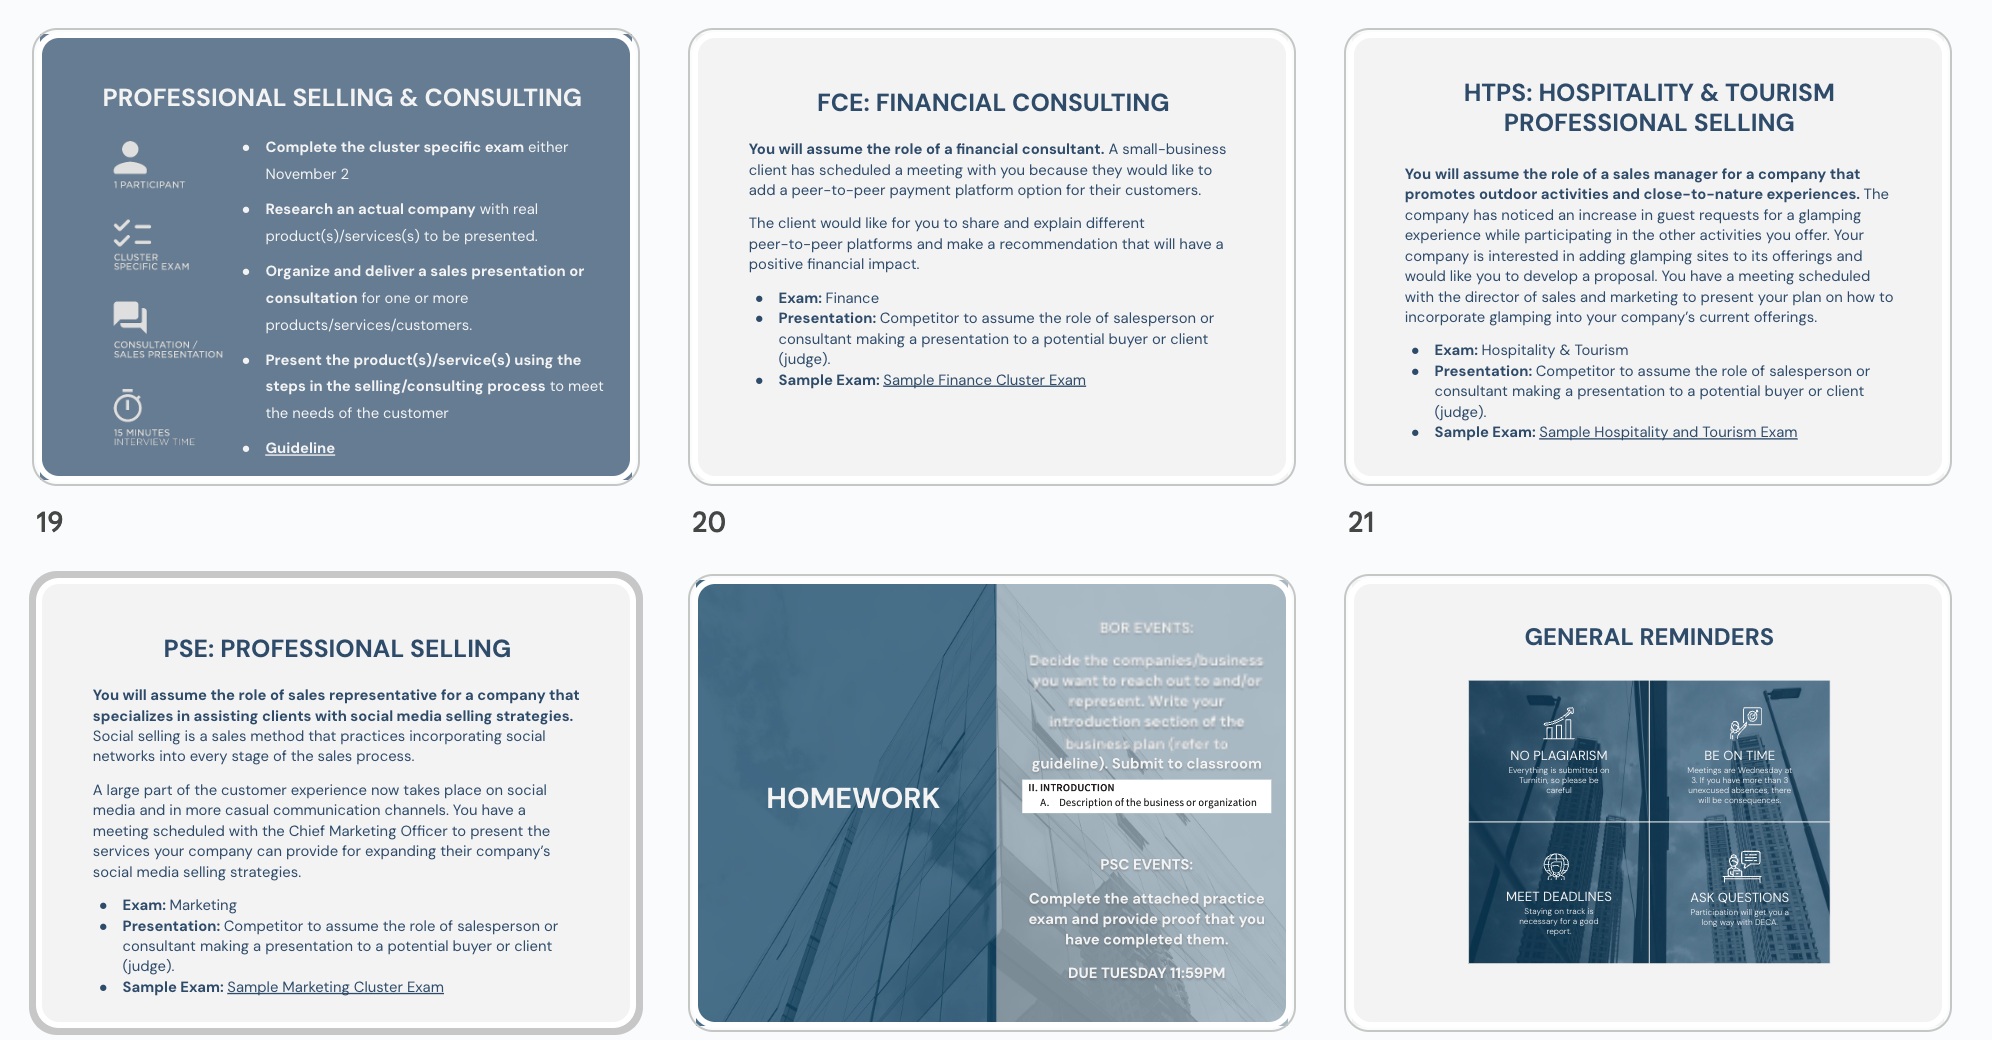 PROFESSIONAL SELLING & CONSULTING
1 PARTICIPANT
CLUSTER
SPECIFIC EXAM
CONSULTATION /
SALES PRESENTATION
15 MINUTES
INTERVIEW TIME
● Complete the cluster specific exam either
November 2
● Research an actual company with real
product(s)/services(s) to be presented.
● Organize and deliver a sales presentation or
consultation for one or more
products/services/customers.
● Present the product(s)/service(s) using the
steps in the selling/consulting process to meet
the needs of the customer
● Guideline
19
FCE: FINANCIAL CONSULTING
You will assume the role of a financial consultant. A small-business
client has scheduled a meeting with you because they would like to
add a peer-to-peer payment platform option for their customers.
The client would like for you to share and explain different
peer-to-peer platforms and make a recommendation that will have a
positive financial impact.
● Exam: Finance
● Presentation: Competitor to assume the role of salesperson or
consultant making a presentation to a potential buyer or client
(judge).
● Sample Exam: Sample Finance Cluster Exam
20
HTPS: HOSPITALITY & TOURISM
PROFESSIONAL SELLING
You will assume the role of a sales manager for a company that
promotes outdoor activities and close-to-nature experiences. The
company has noticed an increase in guest requests for a glamping
experience while participating in the other activities you offer. Your
company is interested in adding glamping sites to its offerings and
would like you to develop a proposal. You have a meeting scheduled
with the director of sales and marketing to present your plan on how to
incorporate glamping into your company's current offerings.
● Exam: Hospitality & Tourism
● Presentation: Competitor to assume the role of salesperson or
consultant making a presentation to a potential buyer or client
(judge).
● Sample Exam: Sample Hospitality and Tourism Exam
21
PSE: PROFESSIONAL SELLING
You will assume the role of sales representative for a company that
specializes in assisting clients with social media selling strategies.
Social selling is a sales method that practices incorporating social
networks into every stage of the sales process.
A large part of the customer experience now takes place on social
media and in more casual communication channels. You have a
meeting scheduled with the Chief Marketing Officer to present the
services your company can provide for expanding their company's
social media selling strategies.
● Exam: Marketing
● Presentation: Competitor to assume the role of salesperson or
consultant making a presentation to a potential buyer or client
(judge).
● Sample Exam: Sample Marketing Cluster Exam
HOMEWORK
BOR EVENTS:
Decide the companies/business
you want to reach out to and/or
represent. Write your
introduction section of the
business plan (refer to
guideline). Submit to classroom
II. INTRODUCTION
A. Description of the business or organization
PSC EVENTS:
Complete the attached practice
exam and provide proof that you
have completed them.
DUE TUESDAY 11:59PM
GENERAL REMINDERS
NO PLAGIARISM
Everything is submitted on
Turnitin, so please be
careful
BE ON TIME
Meetings are Wednesday at
3. If you have more than 3
unexcused absences, there
will be consequences.
MEET DEADLINES
Staying on track is
necessary for a good
report.
ASK QUESTIONS
Participation will get you a
long way with DECA